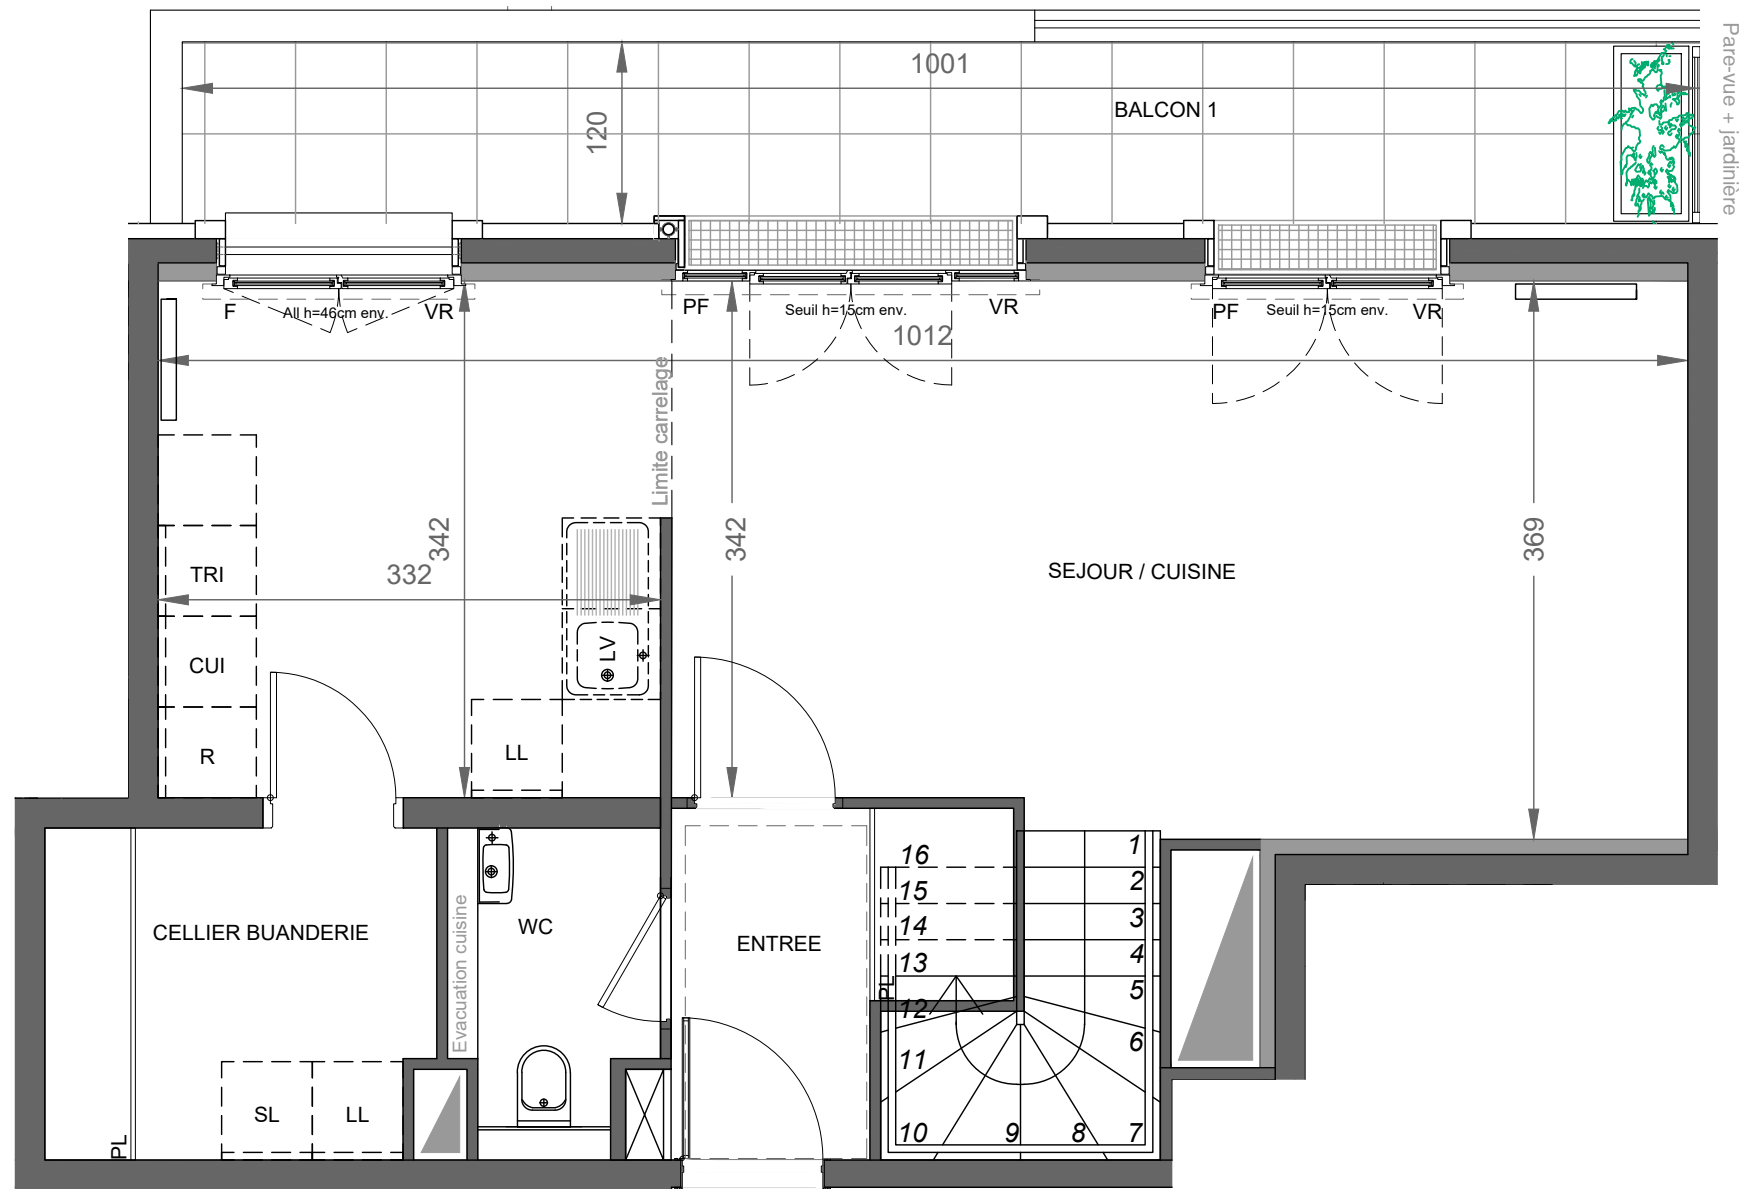 1001
BALCON 1
120
Pare-vue + jardinière
F
All h=46cm env.
VR
PF
Seuil h=15cm env.
VR
PF
Seuil h=15cm env.
VR
1012
Limite carrelage
342
332
342
369
TRI
CUI
R
LV
LL
SEJOUR / CUISINE
CELLIER BUANDERIE
Evacuation cuisine
WC
ENTREE
PL
SL
LL
PL
16
15
14
13
12
11
10
9
8
7
6
5
4
3
2
1